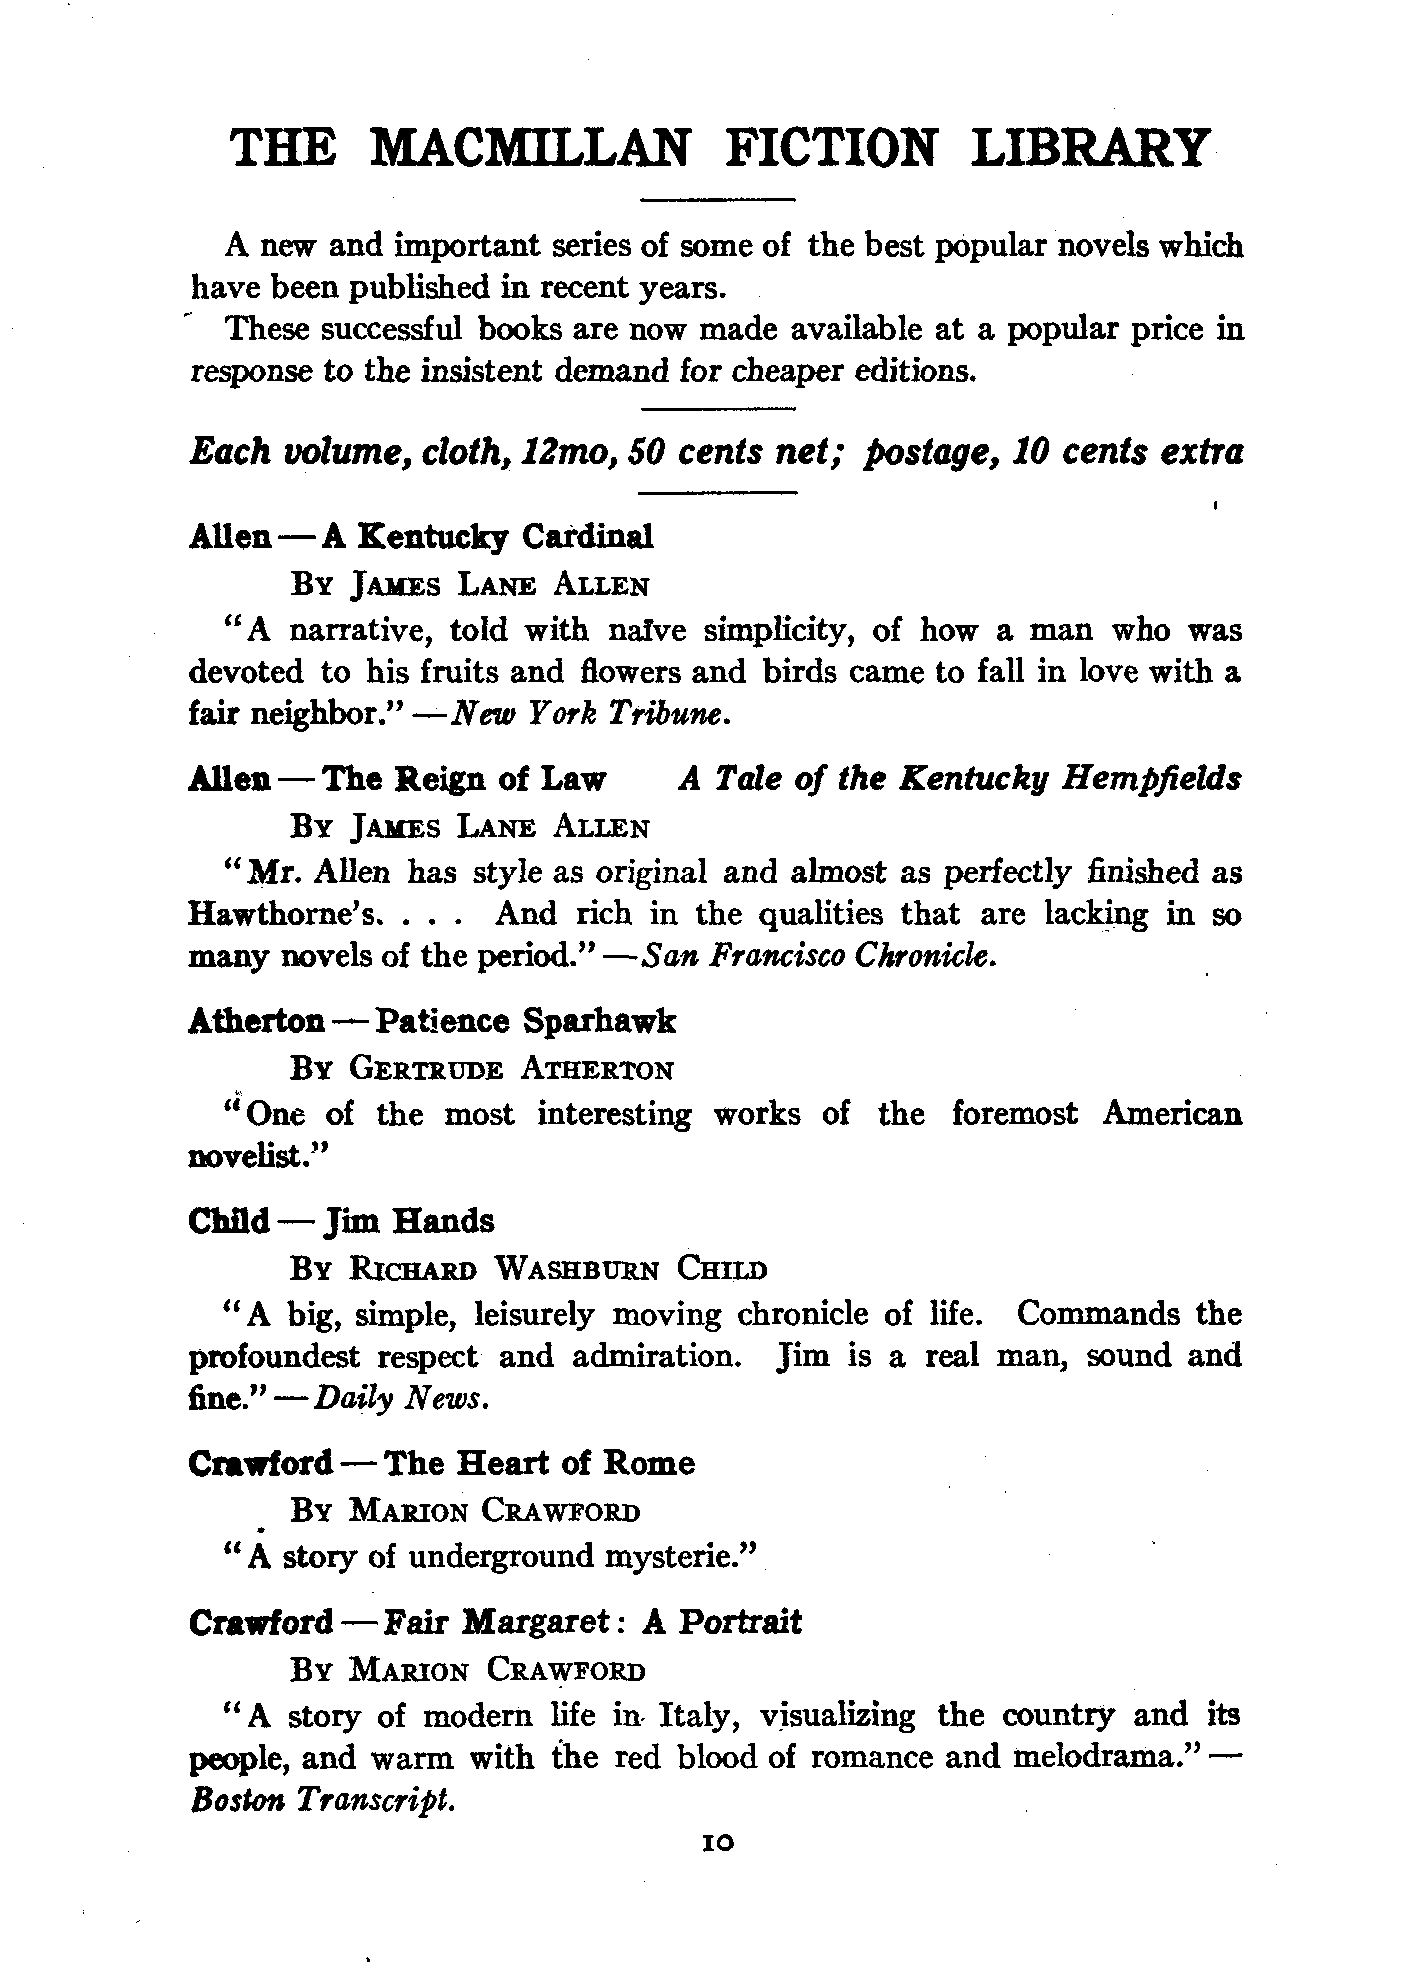 THE MACMILLAN FICTION LIBRARY
A new and important series of some of the best popular novels which
have been published in recent years.
These successful books are now made available at a popular price in
response to the insistent demand for cheaper editions.
Each volume, cloth, 12mo, 50 cents net; postage, 10 cents extra
Allen — A Kentucky Cardinal
By James Lane Allen
"A narrative, told with naïve simplicity, of how a man who was
devoted to his fruits and flowers and birds came to fall in love with a
fair neighbor." — New York Tribune.
Allen — The Reign of Law A Tale of the Kentucky Hempfields
By James Lane Allen
"Mr. Allen has style as original and almost as perfectly finished as
Hawthorne's. . . . And rich in the qualities that are lacking in so
many novels of the period." — San Francisco Chronicle.
Atherton — Patience Sparhawk
By Gertrude Atherton
"One of the most interesting works of the foremost American
novelist."
Child — Jim Hands
By Richard Washburn Child
"A big, simple, leisurely moving chronicle of life. Commands the
profoundest respect and admiration. Jim is a real man, sound and
fine." — Daily News.
Crawford — The Heart of Rome
By Marion Crawford
"A story of underground mysterie."
Crawford — Fair Margaret: A Portrait
By Marion Crawford
"A story of modern life in Italy, visualizing the country and its
people, and warm with the red blood of romance and melodrama." —
Boston Transcript.
10